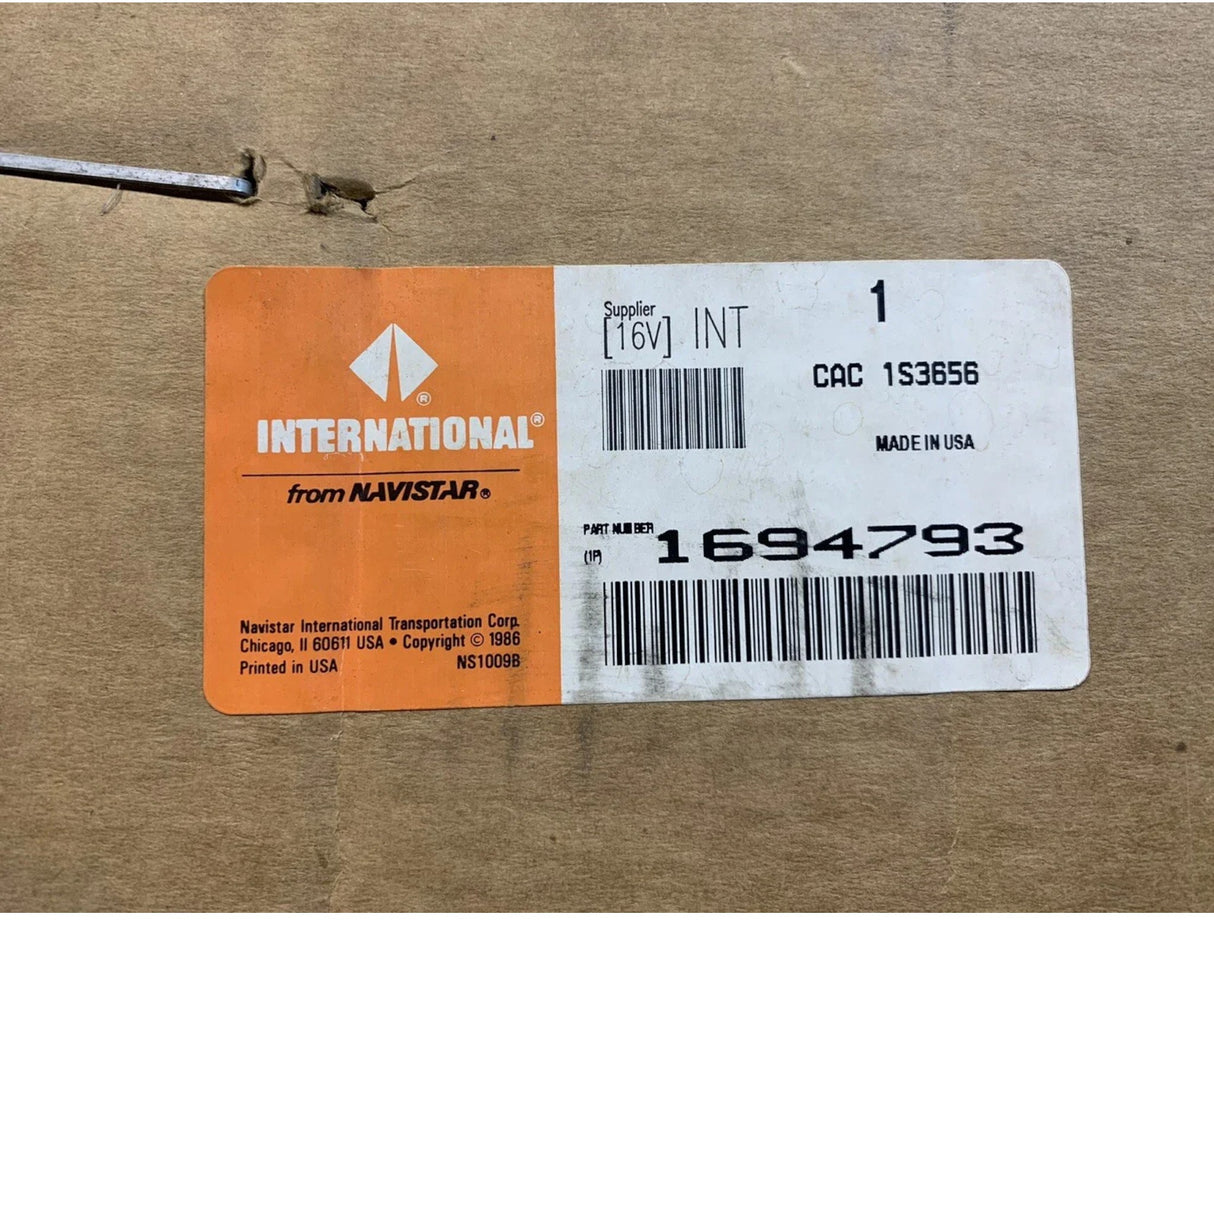 ®
INTERNATIONAL®
from NAVISTAR®
Navistar International Transportation Corp.
Chicago, Il 60611 USA • Copyright © 1986
Printed in USA NS1009B
Supplier
[16V] INT
1
CAC 1S3656
MADE IN USA
PART NUMBER
(1P)
1694793